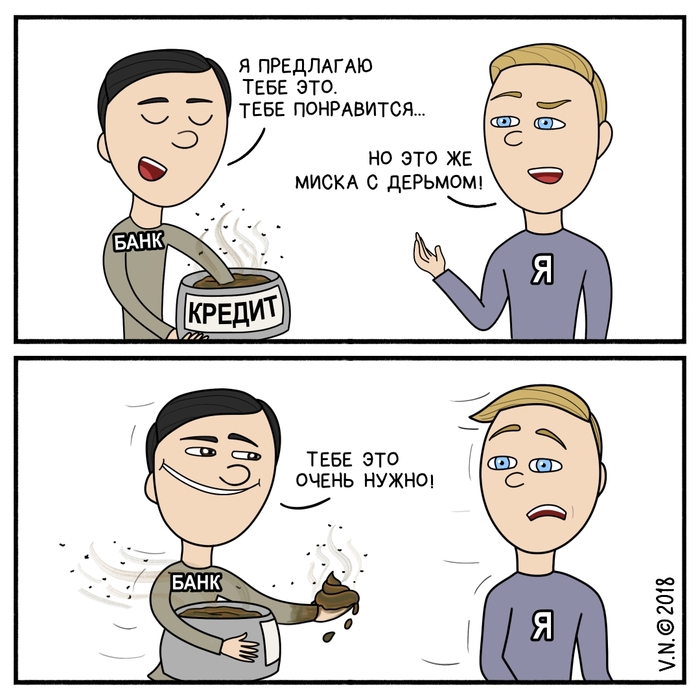 Я ПРЕДЛАГАЮ
ТЕБЕ ЭТО.
ТЕБЕ ПОНРАВИТСЯ...
НО ЭТО ЖЕ
МИСКА С ДЕРЬМОМ!
БАНК
Я
КРЕДИТ
ТЕБЕ ЭТО
ОЧЕНЬ НУЖНО!
БАНК
Я
V.N. © 2018